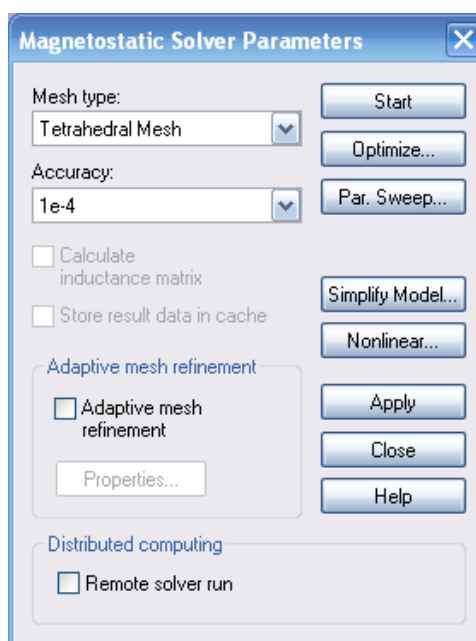 Magnetostatic Solver Parameters
Mesh type:
Tetrahedral Mesh
Accuracy:
1e-4
Calculate
inductance matrix
Store result data in cache
Adaptive mesh refinement
Adaptive mesh
refinement
Properties...
Distributed computing
Remote solver run
Start
Optimize...
Par. Sweep...
Simplify Model...
Nonlinear...
Apply
Close
Help